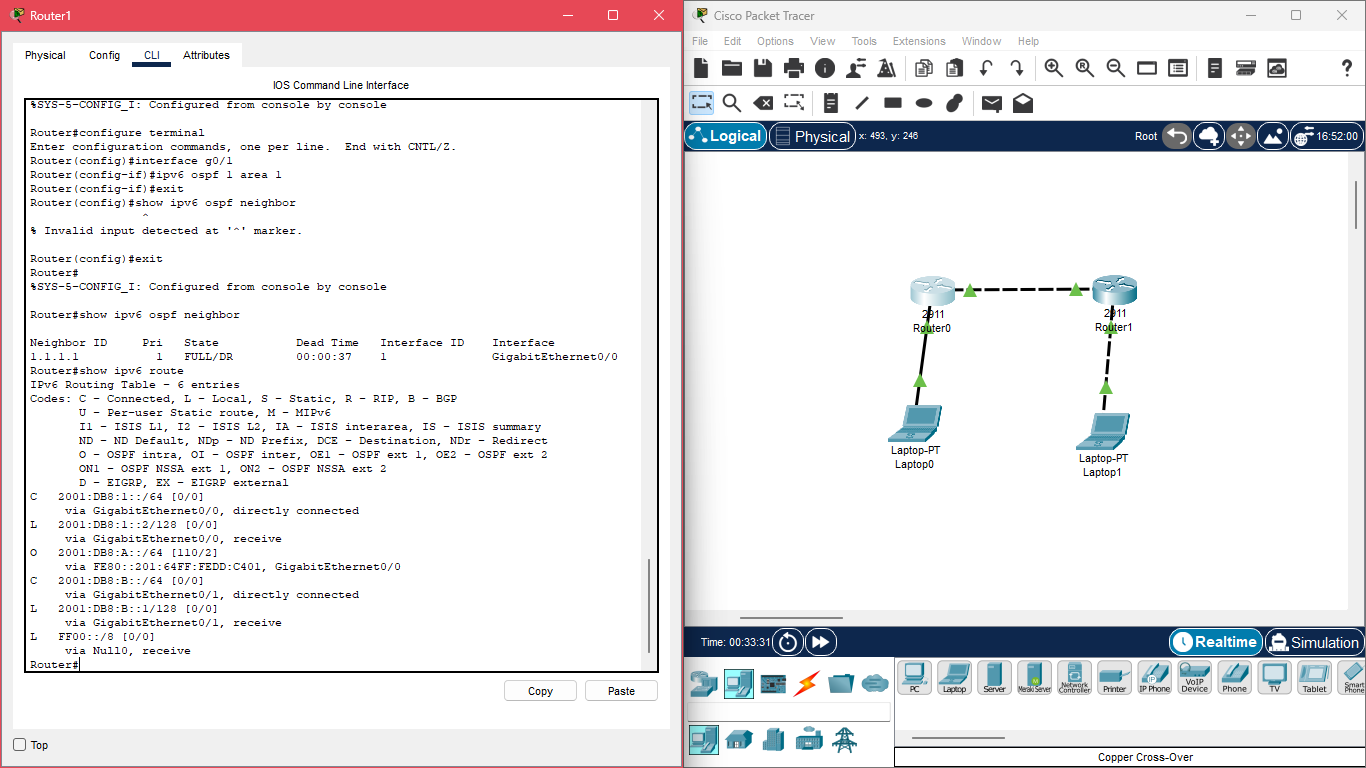 Router1
Physical Config CLI Attributes
IOS Command Line Interface
%SYS-5-CONFIG_I: Configured from console by console
Router#configure terminal
Enter configuration commands, one per line.  End with CNTL/Z.
Router(config)#interface g0/1
Router(config-if)#ipv6 ospf 1 area 1
Router(config-if)#exit
Router(config)#show ipv6 ospf neighbor
^
% Invalid input detected at '^' marker.
Router(config)#exit
Router#
%SYS-5-CONFIG_I: Configured from console by console
Router#show ipv6 ospf neighbor
Neighbor ID     Pri   State           Dead Time   Interface ID    Interface
1.1.1.1           1   FULL/DR         00:00:37    1               GigabitEthernet0/0
Router#show ipv6 route
IPv6 Routing Table - 6 entries
Codes: C - Connected, L - Local, S - Static, R - RIP, B - BGP
U - Per-user Static route, M - MIPv6
I1 - ISIS L1, I2 - ISIS L2, IA - ISIS interarea, IS - ISIS summary
ND - ND Default, NDp - ND Prefix, DCE - Destination, NDr - Redirect
O - OSPF intra, OI - OSPF inter, OE1 - OSPF ext 1, OE2 - OSPF ext 2
ON1 - OSPF NSSA ext 1, ON2 - OSPF NSSA ext 2
D - EIGRP, EX - EIGRP external
C   2001:DB8:1::/64 [0/0]
via GigabitEthernet0/0, directly connected
L   2001:DB8:1::2/128 [0/0]
via GigabitEthernet0/0, receive
O   2001:DB8:A::/64 [110/2]
via FE80::201:64FF:FEDD:C401, GigabitEthernet0/0
C   2001:DB8:B::/64 [0/0]
via GigabitEthernet0/1, directly connected
L   2001:DB8:B::1/128 [0/0]
via GigabitEthernet0/1, receive
L   FF00::/8 [0/0]
via Null0, receive
Router#
Copy Paste
Top
Cisco Packet Tracer
File Edit Options View Tools Extensions Window Help
Logical Physical x: 493, y: 246 Root 16:52:00
2911
Router0
2911
Router1
Laptop-PT
Laptop0
Laptop-PT
Laptop1
Time: 00:33:31 Realtime Simulation
PC Laptop Server Meraki Server Network Controller Printer IP Phone VoIP Device Phone TV Tablet Smart Phone
Copper Cross-Over